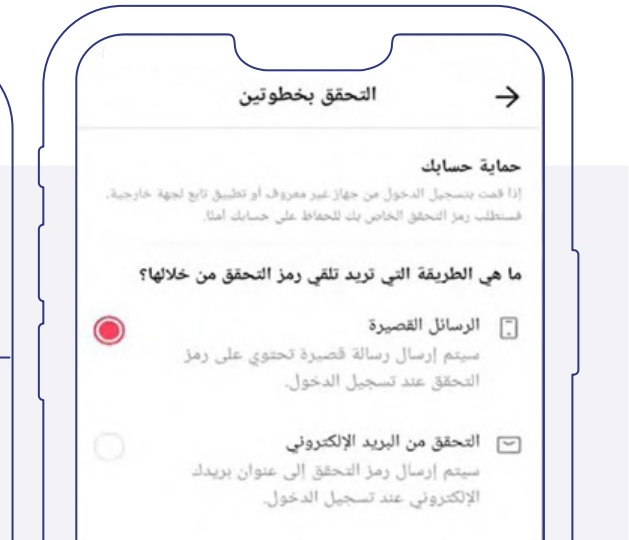 التحقق بخطوتين
حماية حسابك
إذا قمت بتسجيل الدخول من جهاز غير معروف أو تطبيق تابع لجهة خارجية،
فستطلب رمز التحقق الخاص بك للحفاظ على حسابك آمنًا.
ما هي الطريقة التي تريد تلقي رمز التحقق من خلالها؟
الرسائل القصيرة
سيتم إرسال رسالة قصيرة تحتوي على رمز
التحقق عند تسجيل الدخول.
التحقق من البريد الإلكتروني
سيتم إرسال رمز التحقق إلى عنوان بريدك
الإلكتروني عند تسجيل الدخول.